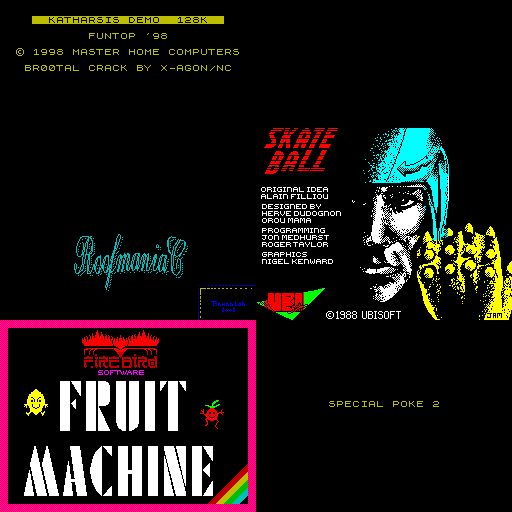 KATHARSIS DEMO 128K
FUNTOP '98
© 1998 MASTER HOME COMPUTERS
BR00TAL CRACK BY X-AGON/NC
RoofmaniaC
SKATE
BALL
ORIGINAL IDEA
ALAIN FILLIOU
DESIGNED BY
HERVE DUDOGNON
OROU MAMA
PROGRAMMING
JON MEDHURST
ROGER TAYLOR
GRAPHICS
NIGEL KENWARD
UBI
©1988 UBISOFT
JAM
FIREBIRD
SOFTWARE
FRUIT
MACHINE
SPECIAL POKE 2